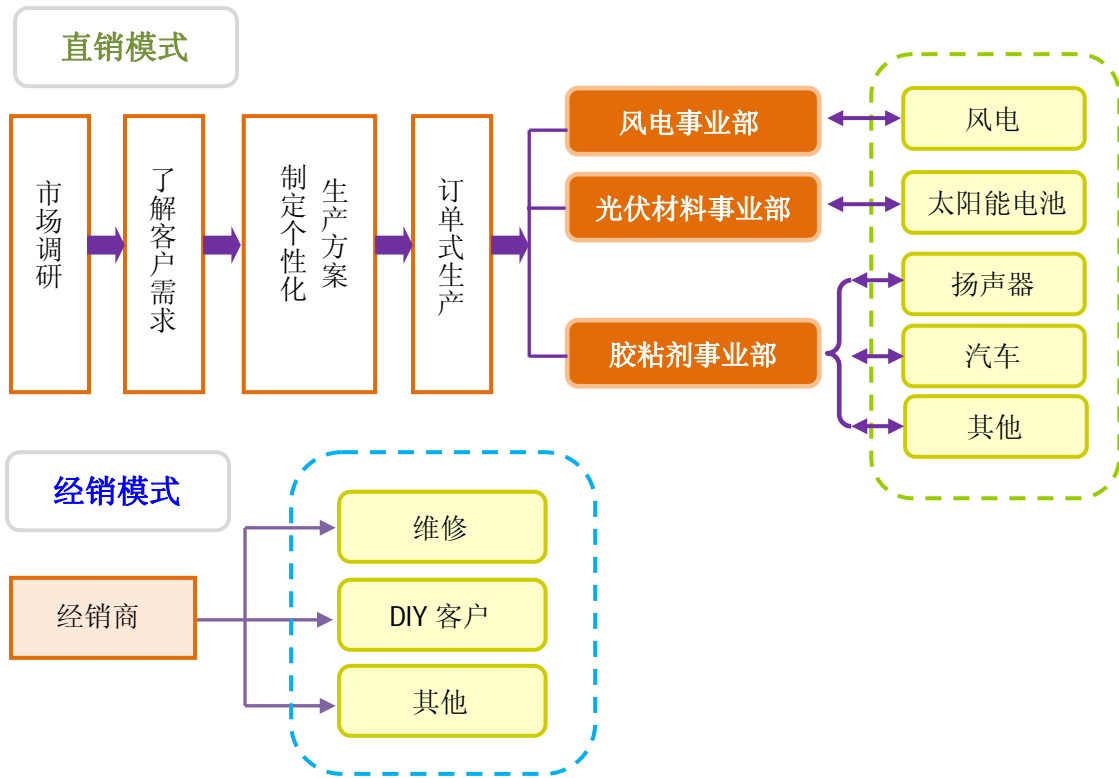 直销模式
市场调研
了解客户需求
制定个性化
生产方案
订单式生产
风电事业部
光伏材料事业部
胶粘剂事业部
风电
太阳能电池
扬声器
汽车
其他
经销模式
经销商
维修
DIY 客户
其他